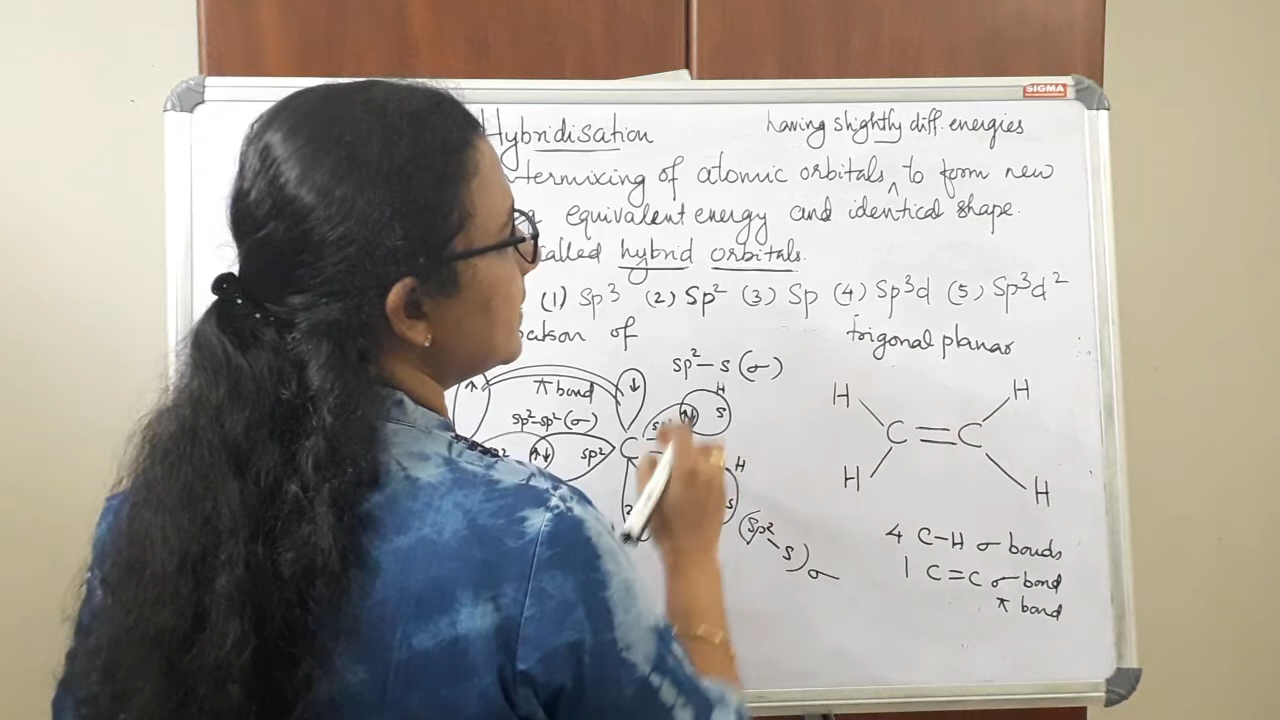 SIGMA
Hybridisation
having slightly diff. energies
of atomic orbitals ^ to form new
equivalent energy and identical shape.
called hybrid orbitals.
(1) Sp³ (2) Sp² (3) Sp (4) Sp³d (5) Sp³d²
of
trigonal planar
sp² – s (σ)
π bond
H
sp²-sp² (σ)
s
sp²
C
H
s
(sp² – s) σ
H H
C = C
H H
4 C-H σ bonds
1 C=C σ bond
π bond